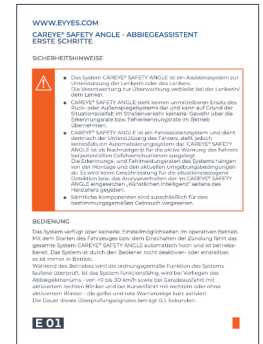 WWW.EYYES.COM
CAREYE® SAFETY ANGLE - ABBIEGEASSISTENT
ERSTE SCHRITTE
SICHERHEITSHINWEISE
Das System CAREYE® SAFETY ANGLE ist ein Assistenzsystem zur
Unterstützung der Lenkerin oder des Lenkers.
Die Verantwortung zur Überwachung verbleibt bei der Lenkerin/
dem Lenker.
CAREYE® SAFETY ANGLE stellt keinen unmittelbaren Ersatz des
Rück- oder Außenspiegelsystems dar und kann auf Grund der
Situationsvielfalt im Straßenverkehr keinerlei Gewähr über die
Erkennungsrate bzw. Fehlerkennungsrate im Betrieb
übernehmen.
CAREYE® SAFETY ANGLE ist ein Fahrassistenzsystem und dient
demnach der Unterstützung des Fahrers, stellt jedoch
keinesfalls ein Automatisierungssystem dar. CAREYE® SAFETY
ANGLE ist als Nachrüstgerät für die aktive Warnung des Fahrers
bei potenziellen Gefahrensituationen ausgelegt.
Die Erkennungs- und Fehlmeldungsraten des Systems hängen
von der Montage und den aktuellen Umgebungsbedingungen
ab. Es wird keine Gewährleistung für die situationsbezogene
Detektion bzw. das Analyseverhalten der im CAREYE® SAFETY
ANGLE eingesetzten „Künstlichen Intelligenz" seitens des
Herstellers gegeben.
Sämtliche Komponenten sind ausschließlich für den
bestimmungsgemäßen Gebrauch vorgesehen.
BEDIENUNG
Das System verfügt über keinerlei Einstellmöglichkeiten im operativen Betrieb.
Mit dem Starten des Fahrzeuges bzw. dem Einschalten der Zündung fährt das
gesamte System CAREYE® SAFETY ANGLE automatisch hoch und ist betriebs-
bereit. Das System ist durch den Bediener nicht deaktivier- oder einstellbar,
es ist immer in Betrieb.
Während des Betriebes wird die ordnungsgemäße Funktion des Systems
laufend überprüft. Ist das System funktionsfähig, wird bei Vorliegen des
Abbiegekriteriums - von >0 bis 30 km/h sowie bei Geradeausfahrt mit
aktiviertem rechten Blinker und bei Kurvenfahrt mit rechtem oder ohne
aktiviertem Blinker - die gelbe und rote Warnanzeige kurz aktiviert.
Die Dauer dieses Überprüfungssignales beträgt 0,2 Sekunden.
E 01